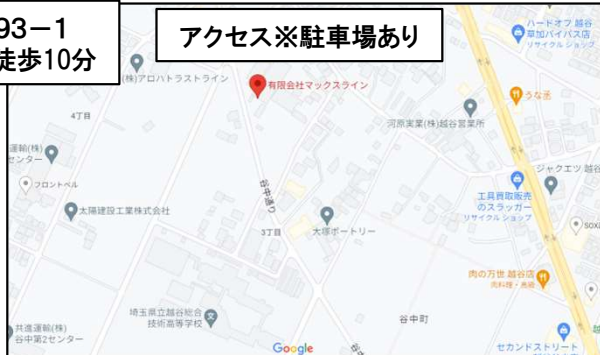 93−1
徒歩10分
アクセス※駐車場あり
ハードオフ 越谷
草加バイパス店
リサイクル ショップ
(株)アロハトラストライン
有限会社マックスライン
うな丞
4丁目
河原実業(株)越谷営業所
運輸(株)
センター
フロントベル
ジャクエツ 越谷
谷中通り
工具買取販売
のスラッガー
リサイクル ショップ
太陽建設工業株式会社
3丁目
大塚ポートリー
SOX
肉の万世 越谷店
肉料理・鳥焼
埼玉県立越谷総合
技術高等学校
谷中町
共進運輸(株)
谷中第2センター
Google
谷
セカンドストリート
越